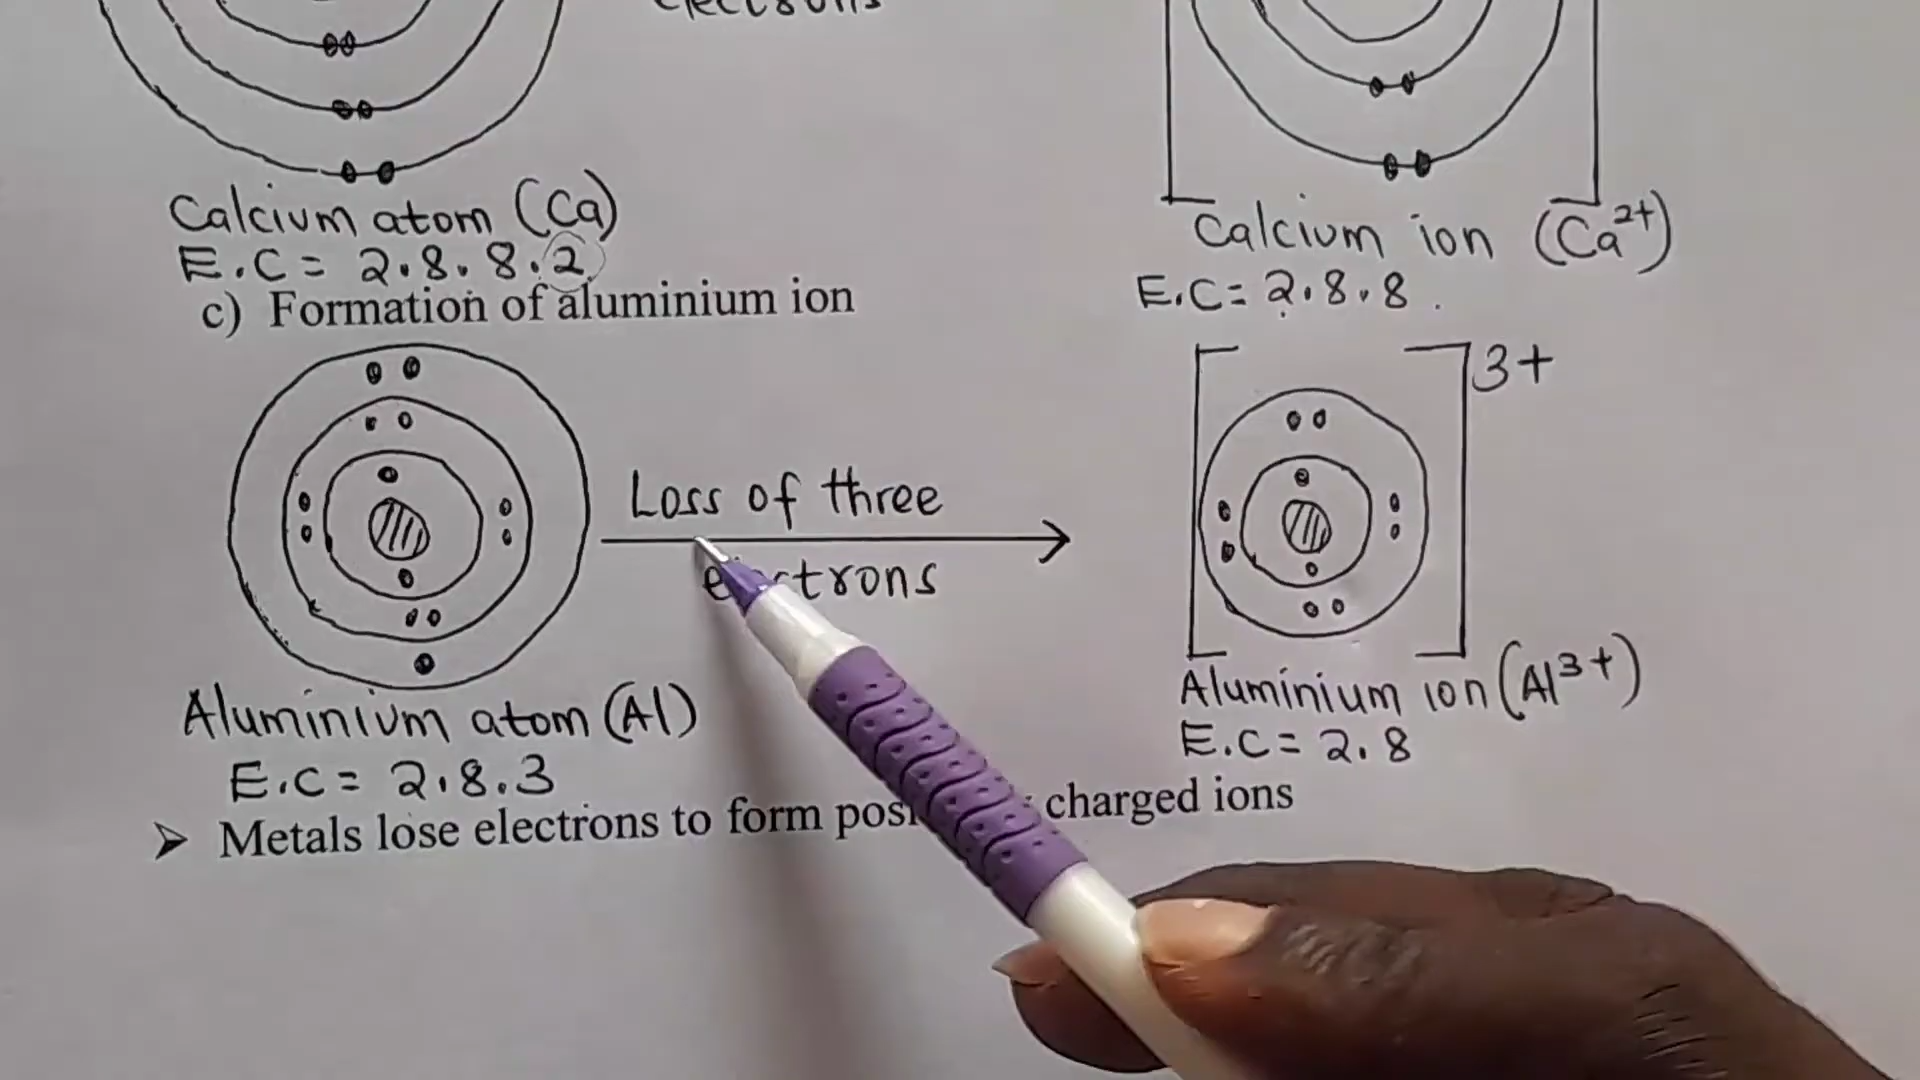 electrons
Calcium atom (Ca)
E.C = 2.8.8.2
Calcium ion (Ca²⁺)
E.C = 2.8.8.
c) Formation of aluminium ion
3+
Loss of three
electrons
Aluminium atom (Al)
E.C = 2.8.3
Aluminium ion (Al³⁺)
E.C = 2.8
➢ Metals lose electrons to form charged ions